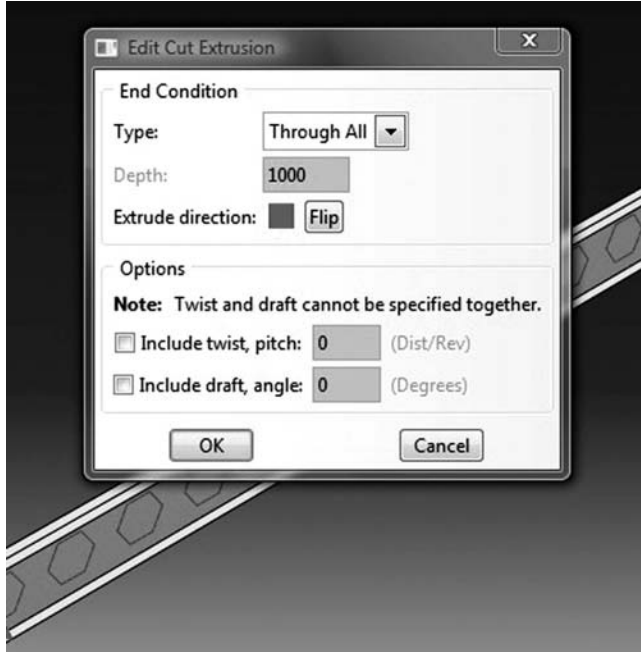 Edit Cut Extrusion
End Condition
Type: Through All
Depth: 1000
Extrude direction: Flip
Options
Note: Twist and draft cannot be specified together.
Include twist, pitch: 0 (Dist/Rev)
Include draft, angle: 0 (Degrees)
OK Cancel